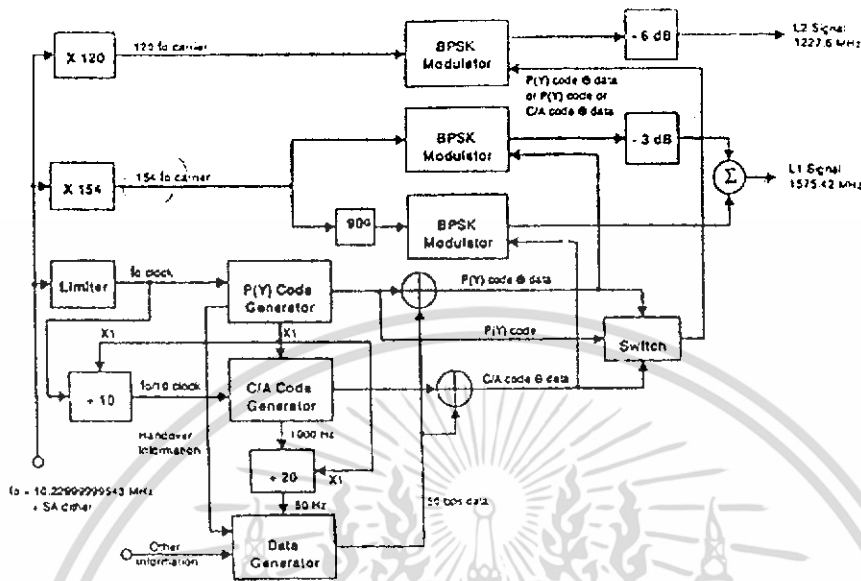 X 120
120 fo carrier
BPSK
Modulator
- 6 dB
L2 Signal
1227.6 MHz
P(Y) code ⊕ data
or P(Y) code or
C/A code ⊕ data
X 154
154 fo carrier
BPSK
Modulator
- 3 dB
Σ
L1 Signal
1575.42 MHz
90°
BPSK
Modulator
Limiter
fo clock
P(Y) Code
Generator
P(Y) code ⊕ data
X1
X1
P(Y) code
Switch
÷ 10
fo/10 clock
C/A Code
Generator
C/A code ⊕ data
Handover
Information
1000 Hz
÷ 20
X1
fo = 10.22999999543 MHz
+ SA dither
50 Hz
50 bps data
Other
information
Data
Generator